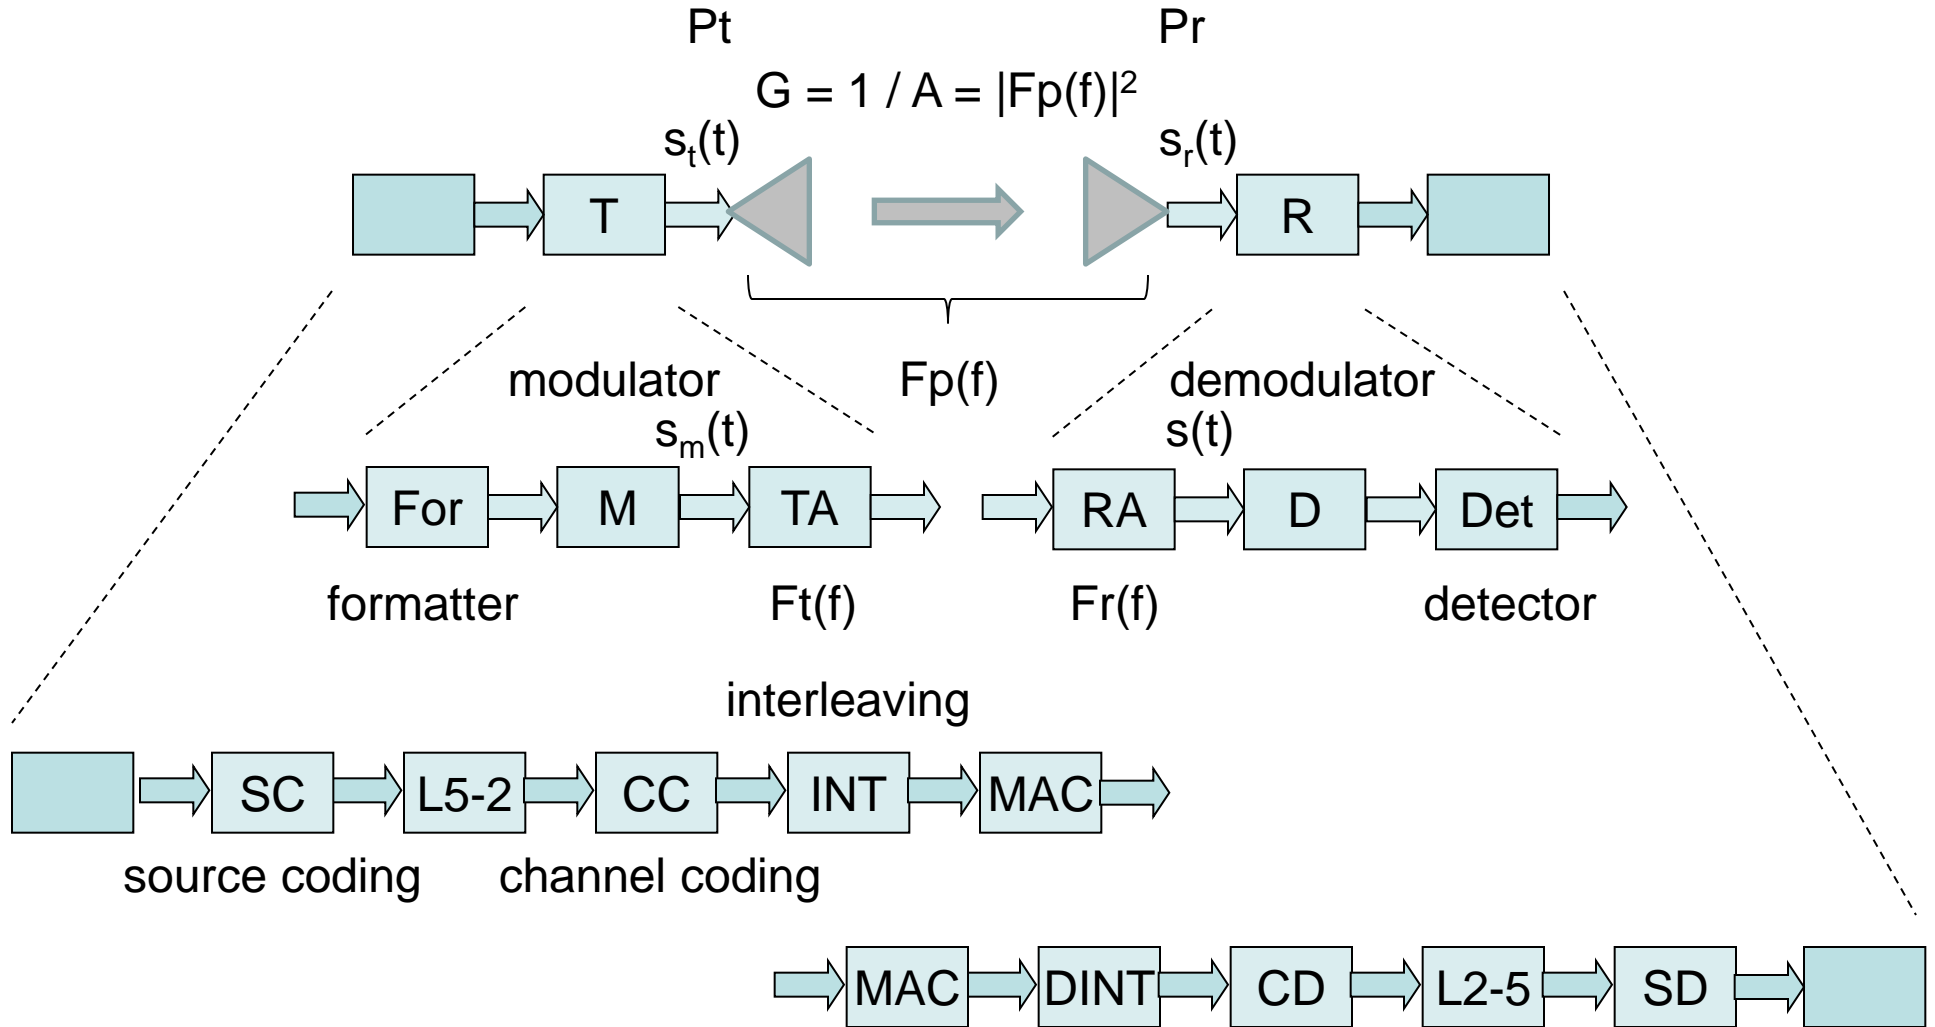 Pt Pr
G = 1 / A = |Fp(f)|²
sₜ(t) sᵣ(t)
T R
modulator Fp(f) demodulator
sₘ(t) s(t)
For M TA RA D Det
formatter Ft(f) Fr(f) detector
interleaving
SC L5-2 CC INT MAC
source coding channel coding
MAC DINT CD L2-5 SD